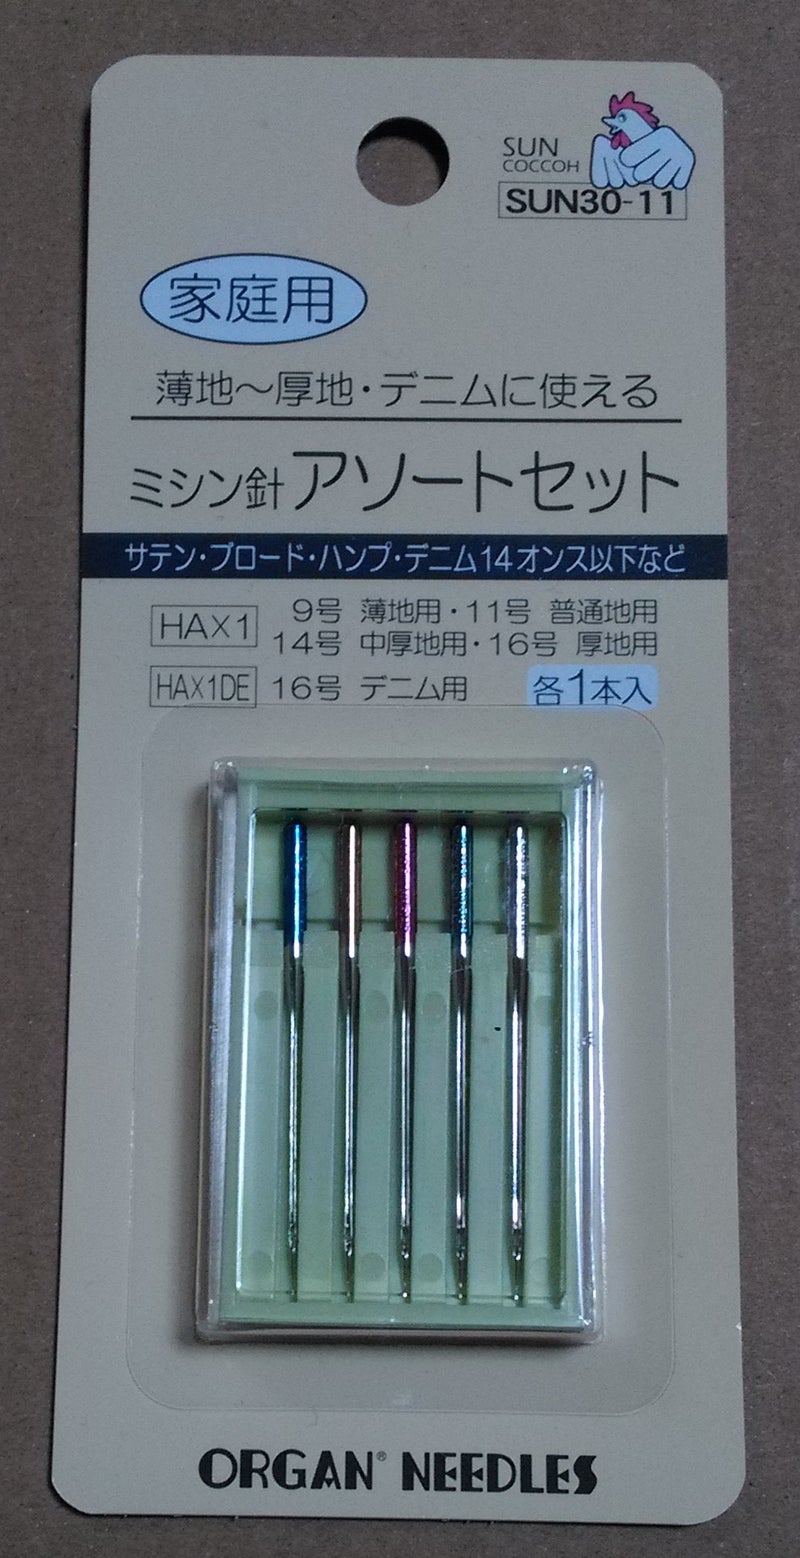 SUN
COCCOH
SUN30-11
家庭用
薄地～厚地・デニムに使える
ミシン針アソートセット
サテン・ブロード・ハンプ・デニム14オンス以下など
HAX1 9号 薄地用・11号 普通地用
14号 中厚地用・16号 厚地用
HAX1DE 16号 デニム用 各1本入
ORGAN® NEEDLES